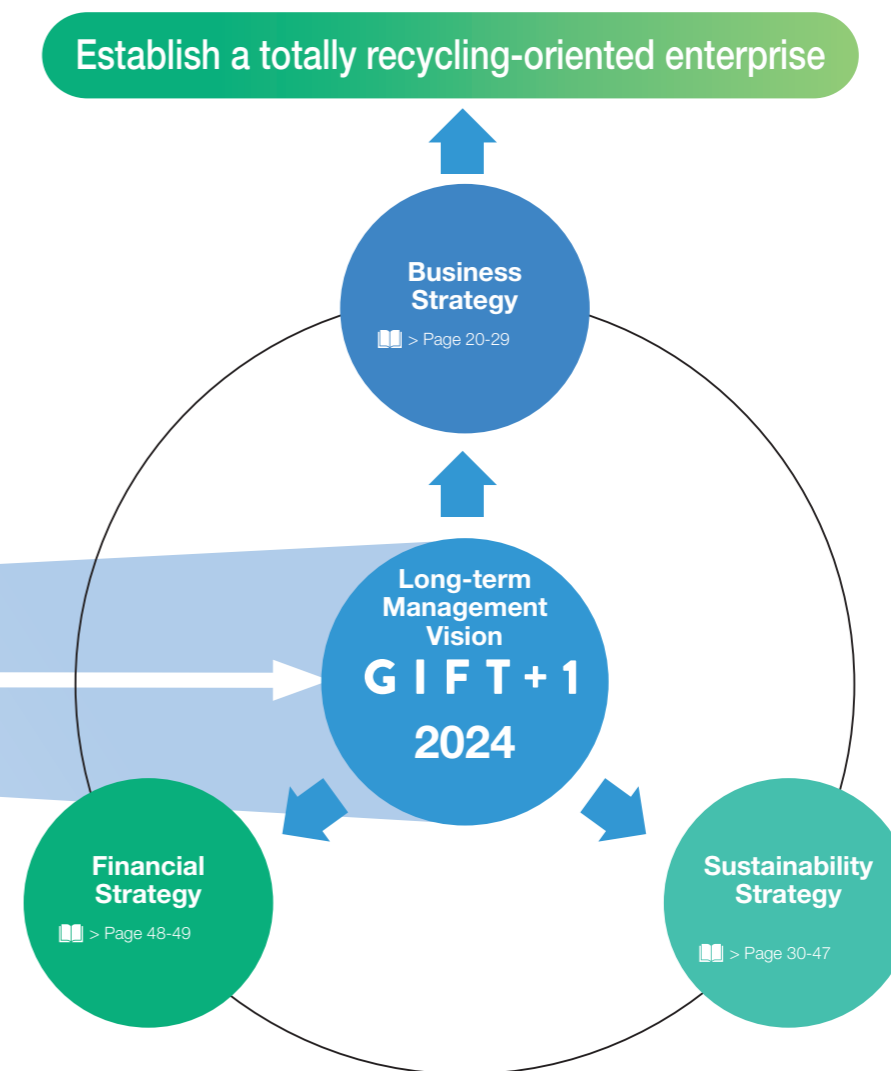 Establish a totally recycling-oriented enterprise
Business
Strategy
> Page 20-29
Long-term
Management
Vision
GIFT+1
2024
Financial
Strategy
> Page 48-49
Sustainability
Strategy
> Page 30-47